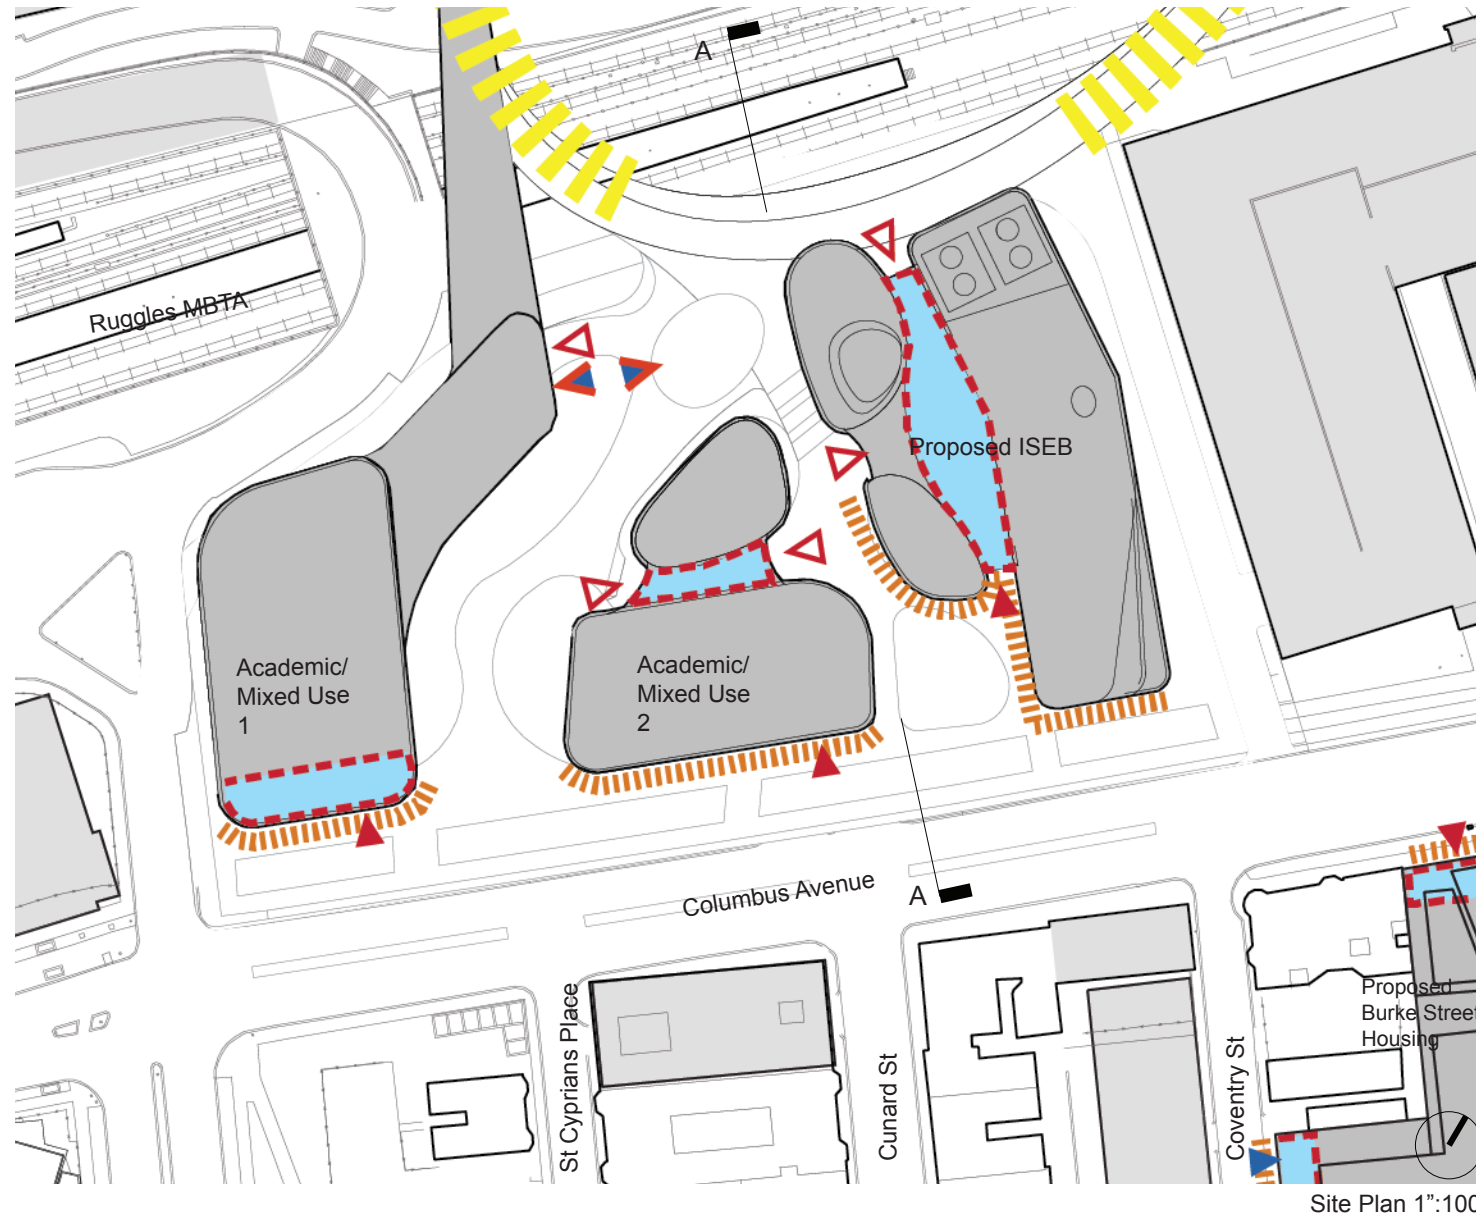 A
Ruggles MBTA
Proposed ISEB
Academic/
Mixed Use
1
Academic/
Mixed Use
2
Columbus Avenue
A
St Cyprians Place
Cunard St
Coventry St
Proposed
Burke Street
Housing
Site Plan 1":100